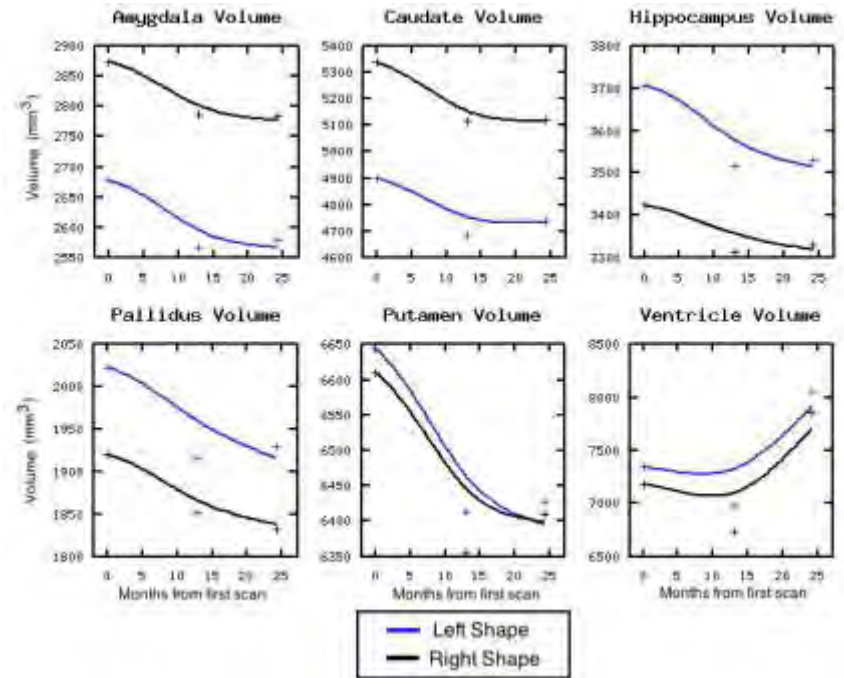 Amygdala Volume
Caudate Volume
Hippocampus Volume
Volume (mm³)
2900
2850
2800
2750
2700
2600
2550
0 5 10 15 20 25
5400
5300
5200
5100
5000
4900
4800
4700
4600
0 5 10 15 20 25
3800
3700
3600
3500
3400
3300
0 5 10 15 20 25
Pallidus Volume
Putamen Volume
Ventricle Volume
Volume (mm³)
2050
1950
1850
1800
0 5 10 15 20 25
Months from first scan
6650
6600
6550
6500
6450
6400
6350
0 5 10 15 20 25
Months from first scan
8500
8000
7500
7000
6500
0 5 10 15 20 25
Months from first scan
Left Shape
Right Shape